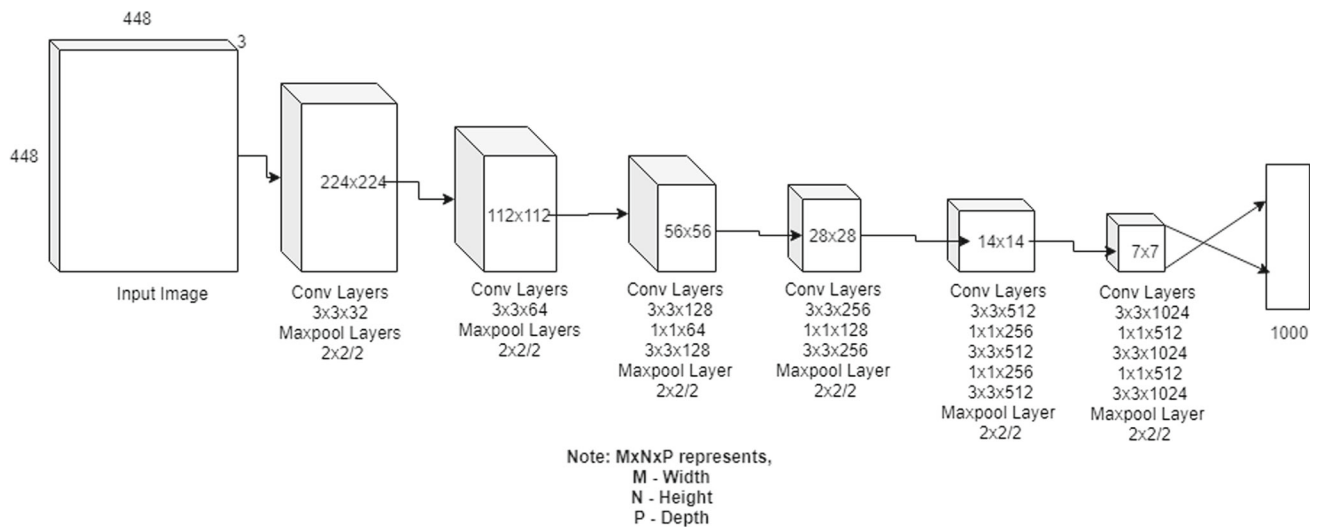 448
3
448
224x224
112x112
56x56
28x28
14x14
7x7
Input Image
Conv Layers
3x3x32
Maxpool Layers
2x2/2
Conv Layers
3x3x64
Maxpool Layers
2x2/2
Conv Layers
3x3x128
1x1x64
3x3x128
Maxpool Layer
2x2/2
Conv Layers
3x3x256
1x1x128
3x3x256
Maxpool Layer
2x2/2
Conv Layers
3x3x512
1x1x256
3x3x512
1x1x256
3x3x512
Maxpool Layer
2x2/2
Conv Layers
3x3x1024
1x1x512
3x3x1024
1x1x512
3x3x1024
Maxpool Layer
2x2/2
1000
Note: MxNxP represents,
M - Width
N - Height
P - Depth